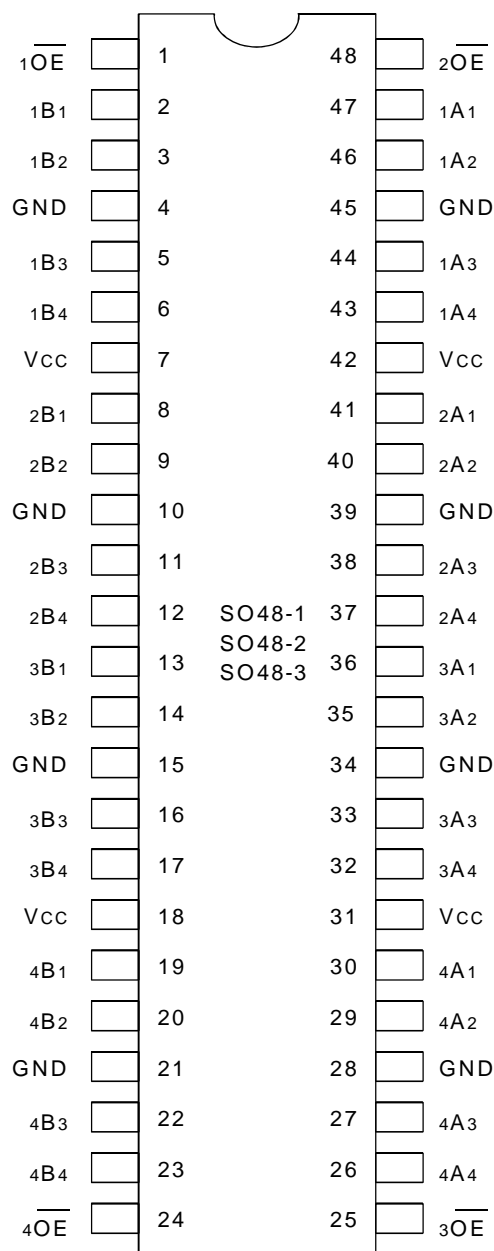 1OE 1 48 2OE
1B1 2 47 1A1
1B2 3 46 1A2
GND 4 45 GND
1B3 5 44 1A3
1B4 6 43 1A4
VCC 7 42 VCC
2B1 8 41 2A1
2B2 9 40 2A2
GND 10 39 GND
2B3 11 38 2A3
2B4 12 SO48-1 37 2A4
SO48-2
3B1 13 SO48-3 36 3A1
3B2 14 35 3A2
GND 15 34 GND
3B3 16 33 3A3
3B4 17 32 3A4
VCC 18 31 VCC
4B1 19 30 4A1
4B2 20 29 4A2
GND 21 28 GND
4B3 22 27 4A3
4B4 23 26 4A4
4OE 24 25 3OE